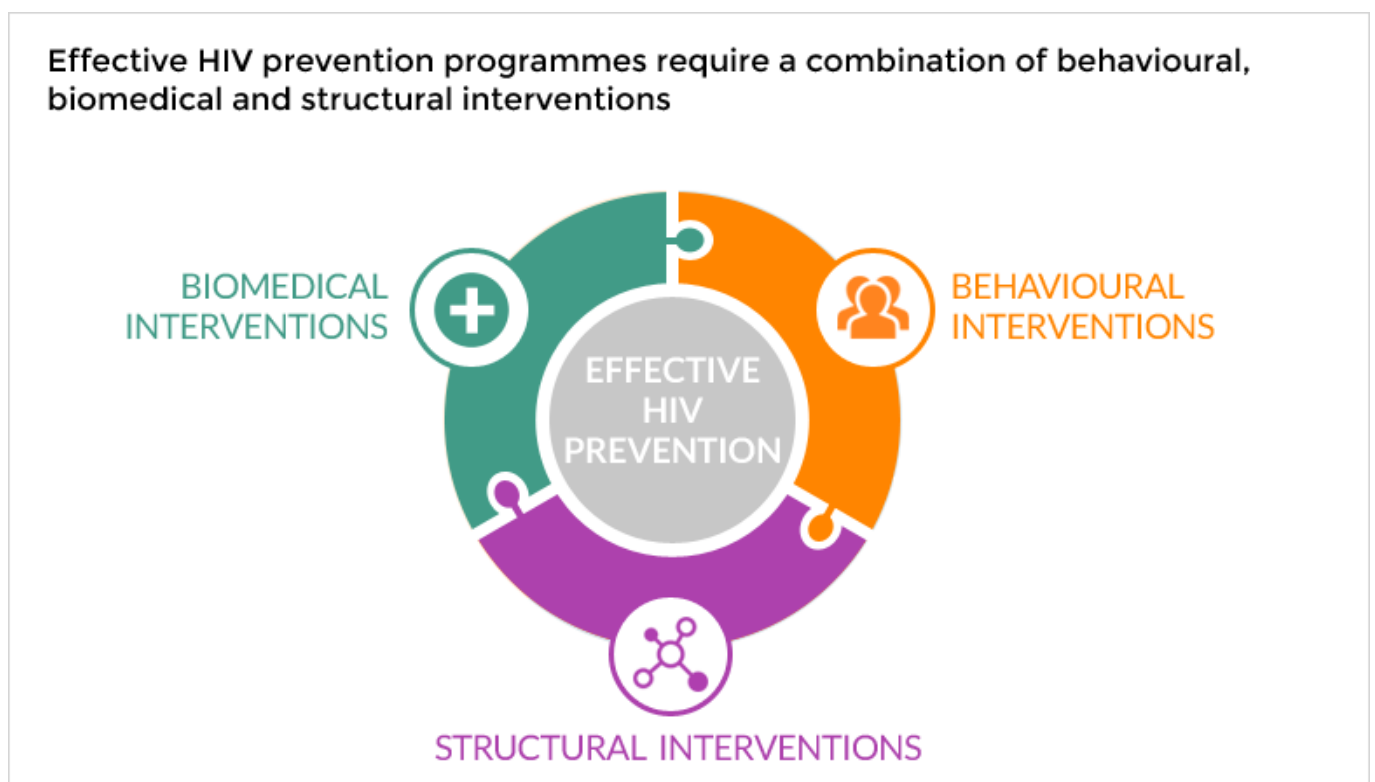 Effective HIV prevention programmes require a combination of behavioural,
biomedical and structural interventions
BIOMEDICAL
INTERVENTIONS
BEHAVIOURAL
INTERVENTIONS
EFFECTIVE
HIV
PREVENTION
STRUCTURAL INTERVENTIONS